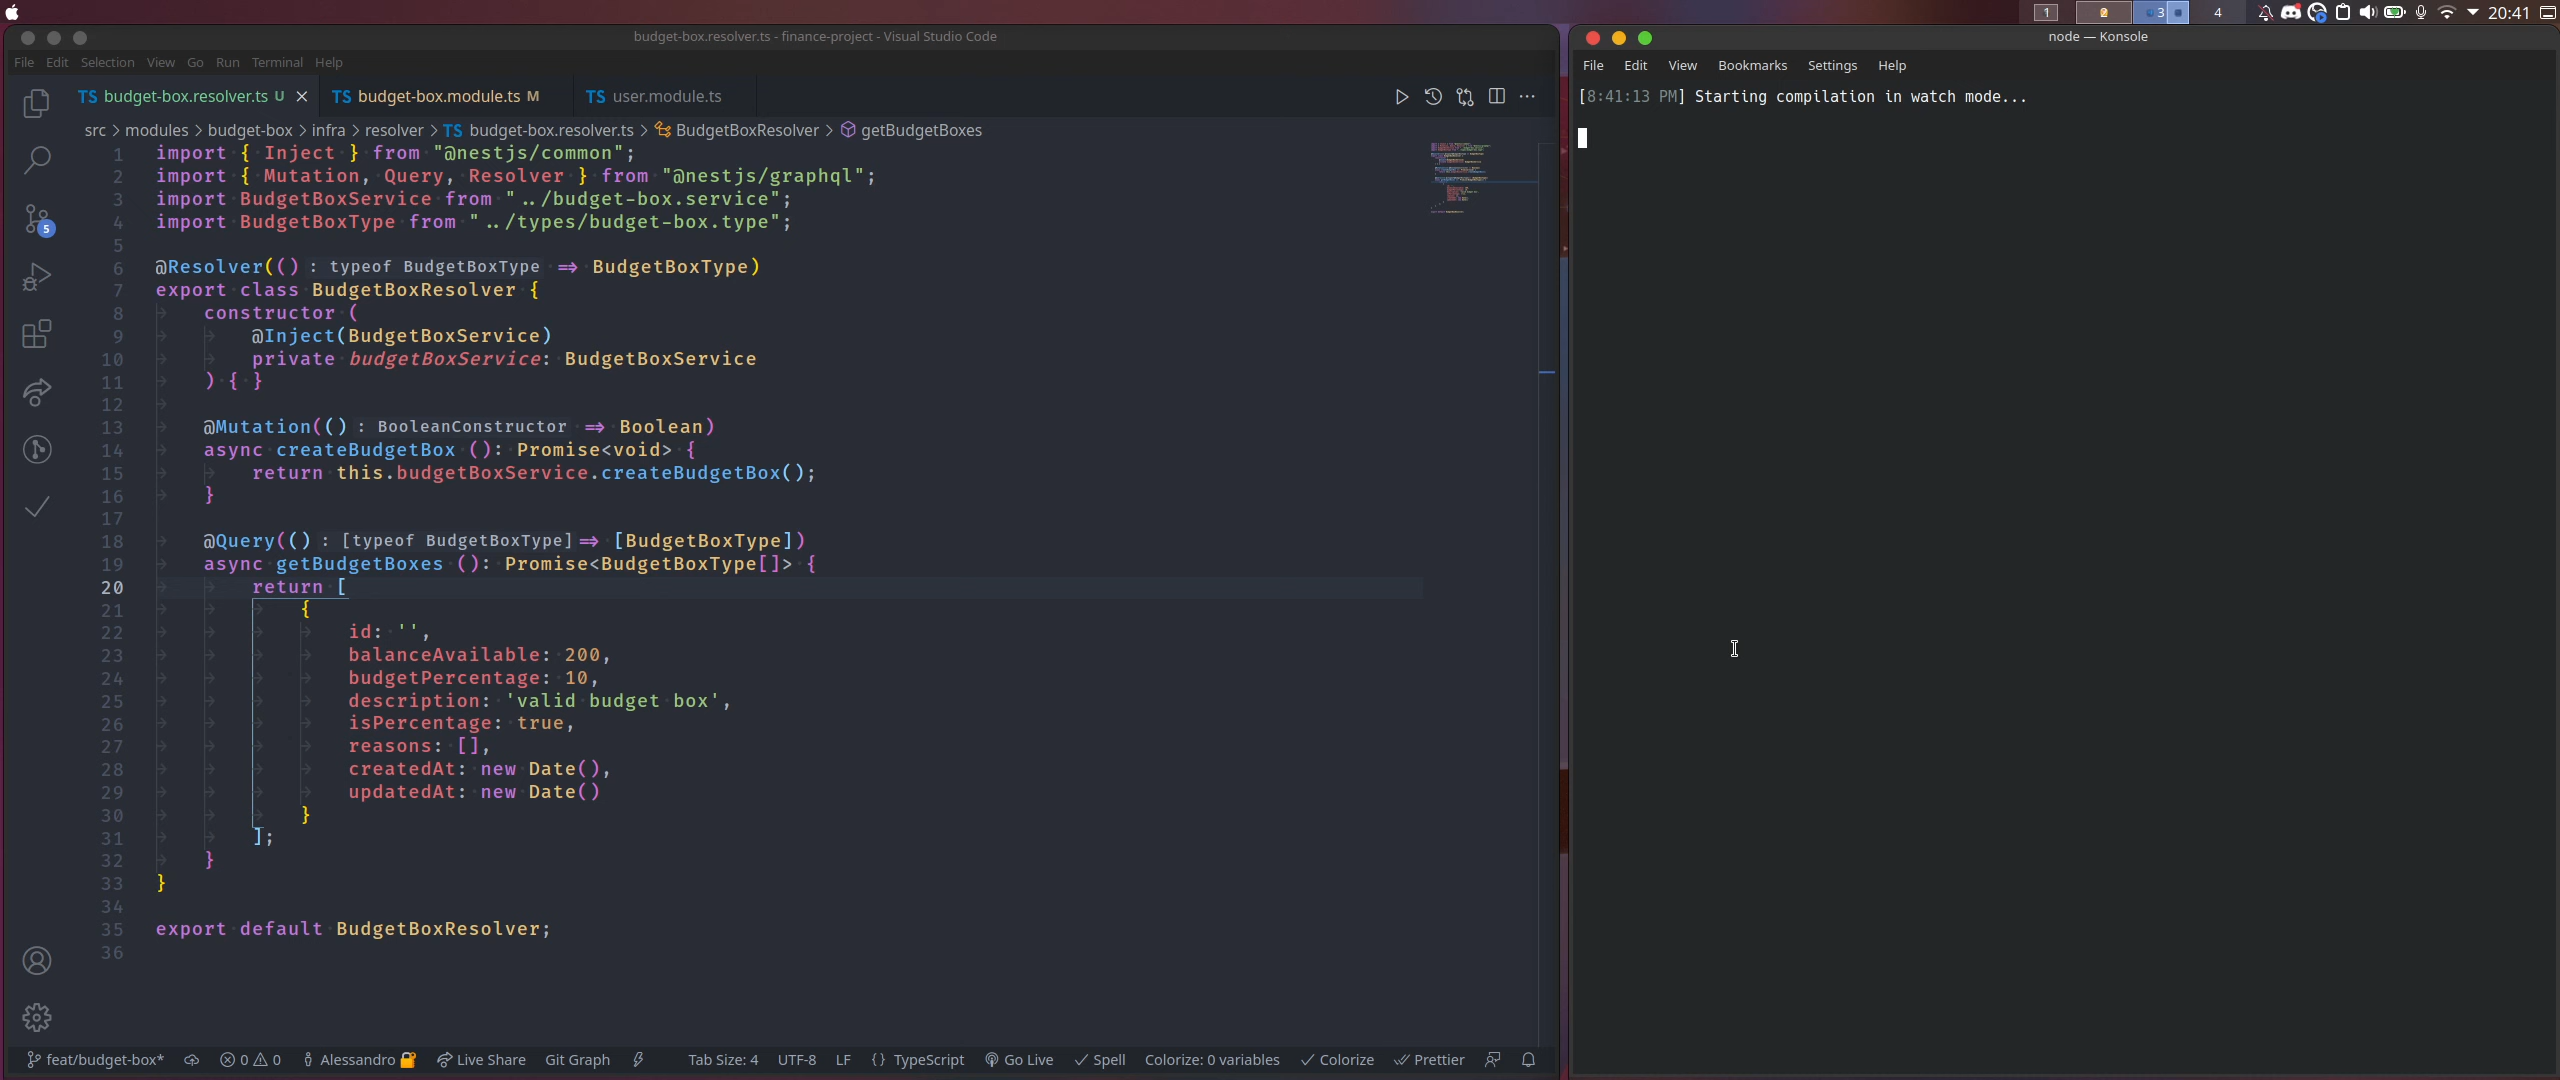 1 2 3 4 20:41
budget-box.resolver.ts - finance-project - Visual Studio Code
File Edit Selection View Go Run Terminal Help
TS budget-box.resolver.ts U TS budget-box.module.ts M TS user.module.ts
src > modules > budget-box > infra > resolver > TS budget-box.resolver.ts > BudgetBoxResolver > getBudgetBoxes
1 import { Inject } from "@nestjs/common";
2 import { Mutation, Query, Resolver } from "@nestjs/graphql";
3 import BudgetBoxService from "../budget-box.service";
4 import BudgetBoxType from "../types/budget-box.type";
5
6 @Resolver(() : typeof BudgetBoxType => BudgetBoxType)
7 export class BudgetBoxResolver {
8 constructor (
9 @Inject(BudgetBoxService)
10 private budgetBoxService: BudgetBoxService
11 ) { }
12
13 @Mutation(() : BooleanConstructor => Boolean)
14 async createBudgetBox (): Promise<void> {
15 return this.budgetBoxService.createBudgetBox();
16 }
17
18 @Query(() : [typeof BudgetBoxType] => [BudgetBoxType])
19 async getBudgetBoxes (): Promise<BudgetBoxType[]> {
20 return [
21 {
22 id: '',
23 balanceAvailable: 200,
24 budgetPercentage: 10,
25 description: 'valid budget box',
26 isPercentage: true,
27 reasons: [],
28 createdAt: new Date(),
29 updatedAt: new Date()
30 }
31 ];
32 }
33 }
34
35 export default BudgetBoxResolver;
36
5
feat/budget-box* 0 0 Alessandro Live Share Git Graph Tab Size: 4 UTF-8 LF {} TypeScript Go Live Spell Colorize: 0 variables Colorize Prettier
node — Konsole
File Edit View Bookmarks Settings Help
[8:41:13 PM] Starting compilation in watch mode...